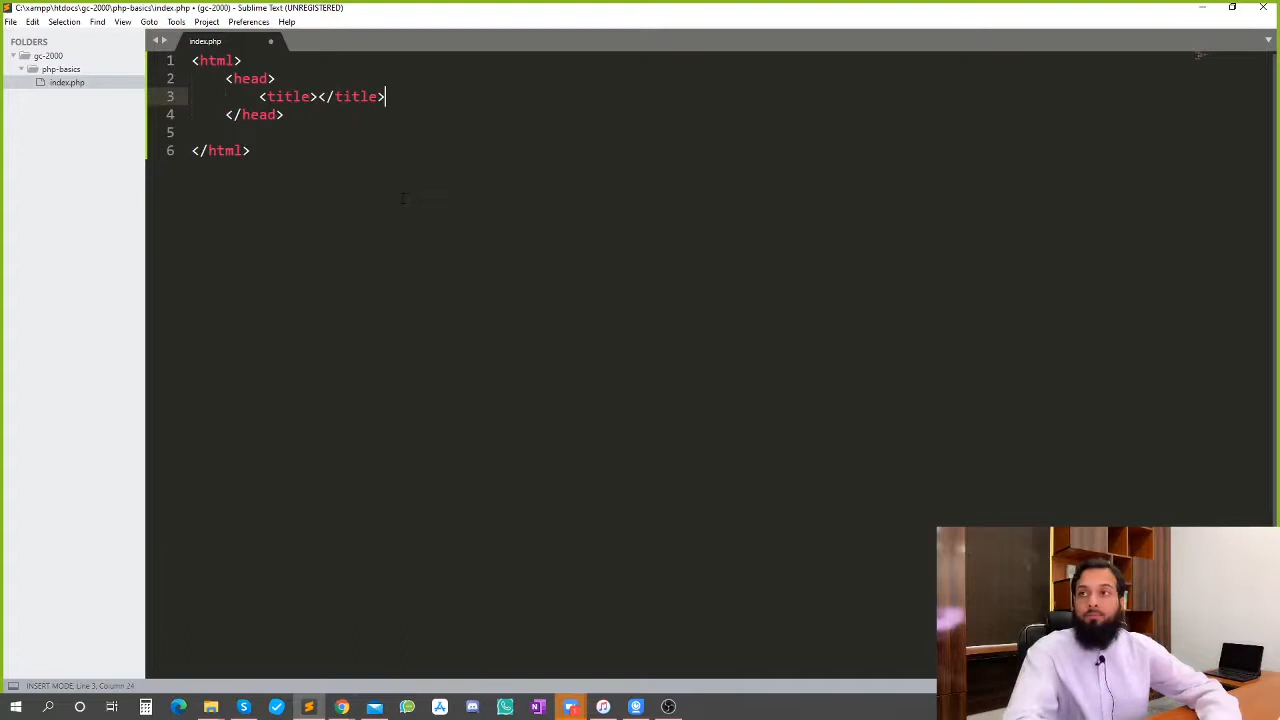 C:\xampp\htdocs\gc-2000\php-basics\index.php • (gc-2000) - Sublime Text (UNREGISTERED)
File Edit Selection Find View Goto Tools Project Preferences Help
FOLDERS
gc-2000
php-basics
index.php
index.php
1 <html>
2 <head>
3 <title></title>
4 </head>
5
6 </html>
INSERT MODE, Line 3, Column 24